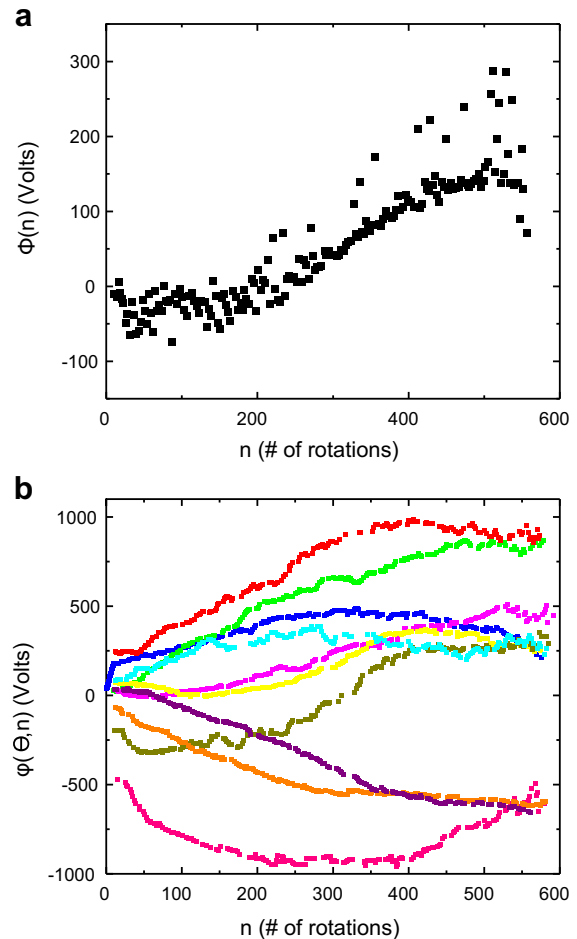 a
300
200
100
0
-100
Φ(n) (Volts)
0 200 400 600
n (# of rotations)
b
1000
500
0
-500
-1000
φ(Θ,n) (Volts)
0 100 200 300 400 500 600
n (# of rotations)